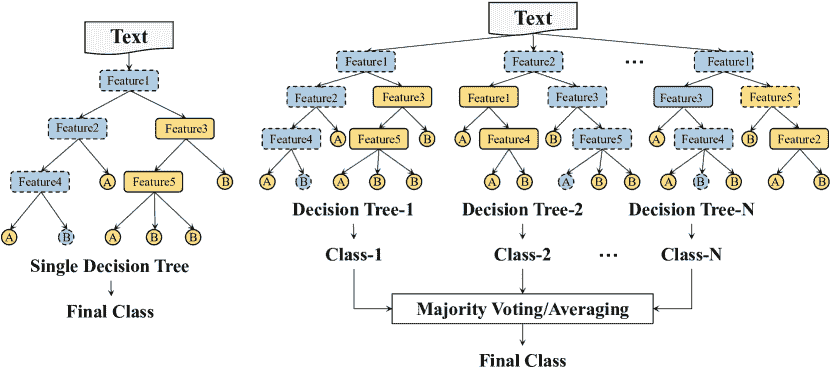 Text
Feature1
Feature2 Feature3
Feature4 A Feature5 B
A B A B B
Single Decision Tree
Final Class
Text
Feature1 Feature2 ... Feature1
Feature2 Feature3 Feature1 Feature3 Feature3 Feature5
Feature4 A Feature5 B A Feature4 Feature5 B A Feature4 B Feature2
A B A B B A B A B B A B B A B
Decision Tree-1 Decision Tree-2 Decision Tree-N
Class-1 Class-2 ... Class-N
Majority Voting/Averaging
Final Class